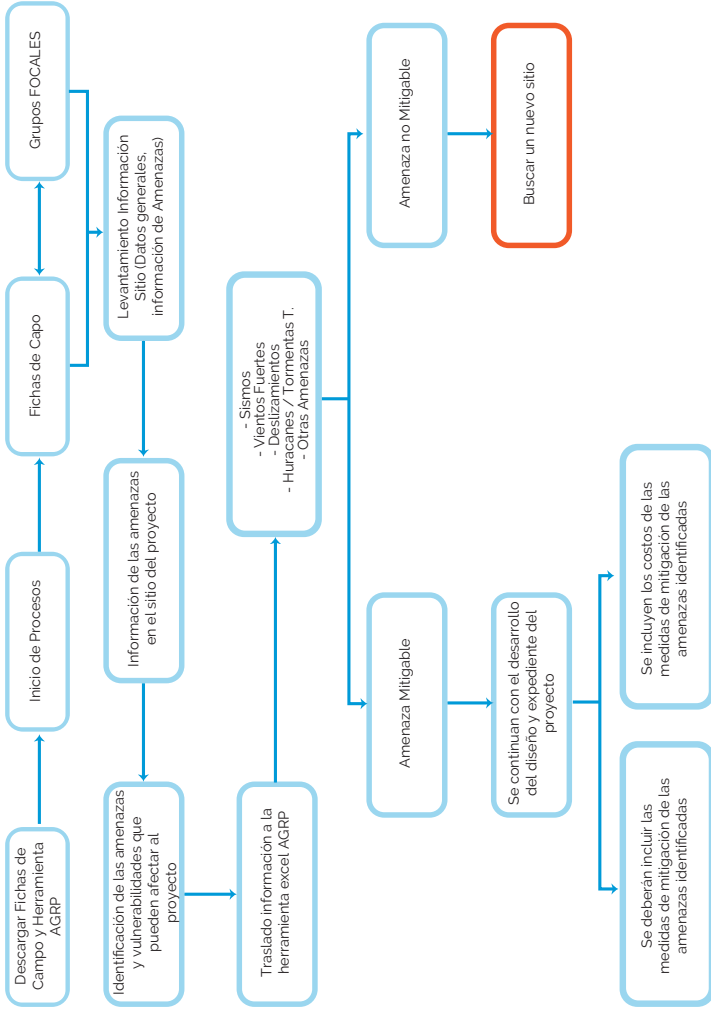 Descargar Fichas de
Campo y Herramienta
AGRP
Inicio de Procesos
Fichas de Capo
Grupos FOCALES
Levantamiento Información
Sitio (Datos generales,
información de Amenazas)
Información de las amenazas
en el sitio del proyecto
Identificación de las amenazas
y vulnerabilidades que
pueden afectar al
proyecto
Traslado información a la
herramienta excel AGRP
- Sismos
- Vientos Fuertes
- Deslizamientos
- Huracanes / Tormentas T.
- Otras Amenazas
Amenaza Mitigable
Amenaza no Mitigable
Se continuan con el desarrollo
del diseño y expediente del
proyecto
Buscar un nuevo sitio
Se deberán incluir las
medidas de mitigación de las
amenazas identificadas
Se incluyen los costos de las
medidas de mitigación de las
amenazas identificadas